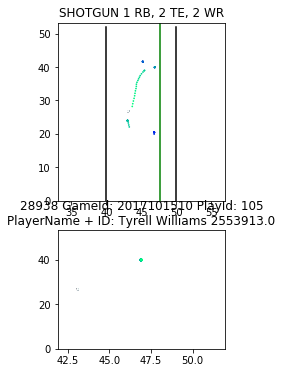 SHOTGUN 1 RB, 2 TE, 2 WR
50
40
30
20
10
0
35 40 45 50 55
28938 GameId: 2017101510 PlayId: 105
PlayerName + ID: Tyrell Williams 2553913.0
40
20
0
42.5 45.0 47.5 50.0